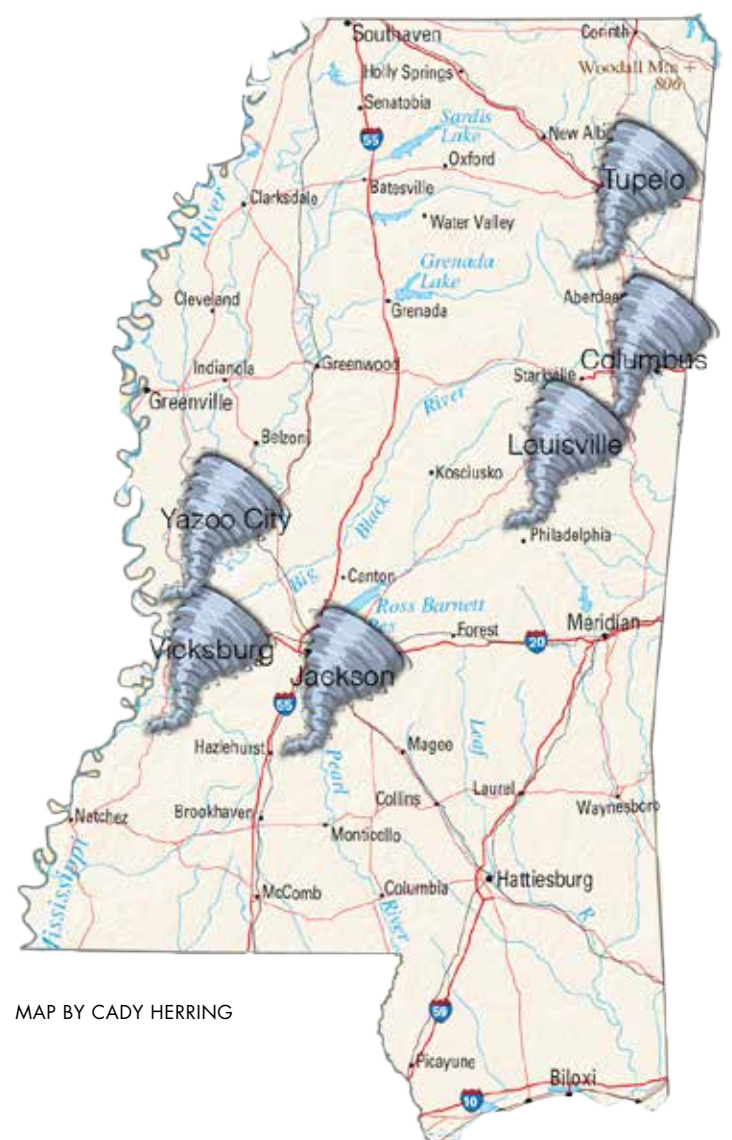 Southaven
Corinth
Holly Springs
Woodall Mtn +
806
Senatobia
Sardis
Lake
55
New Alb
Oxford
Tupelo
Batesville
River
Clarksdale
Water Valley
Grenada
Lake
Cleveland
Aberdeen
Grenada
Columbus
Indianola
Greenwood
Starkville
Greenville
River
Belzoni
Louisville
Kosciusko
Yazoo City
Black
Philadelphia
Big
Canton
Ross Barnett
Res
Forest
Meridian
Vicksburg
20
Jackson
55
Hazlehurst
Pearl
Magee
Leaf
Collins
Laurel
Waynesboro
Natchez
Brookhaven
Monticello
Mississippi
Hattiesburg
McComb
Columbia
River
R
MAP BY CADY HERRING
59
Picayune
Biloxi
10